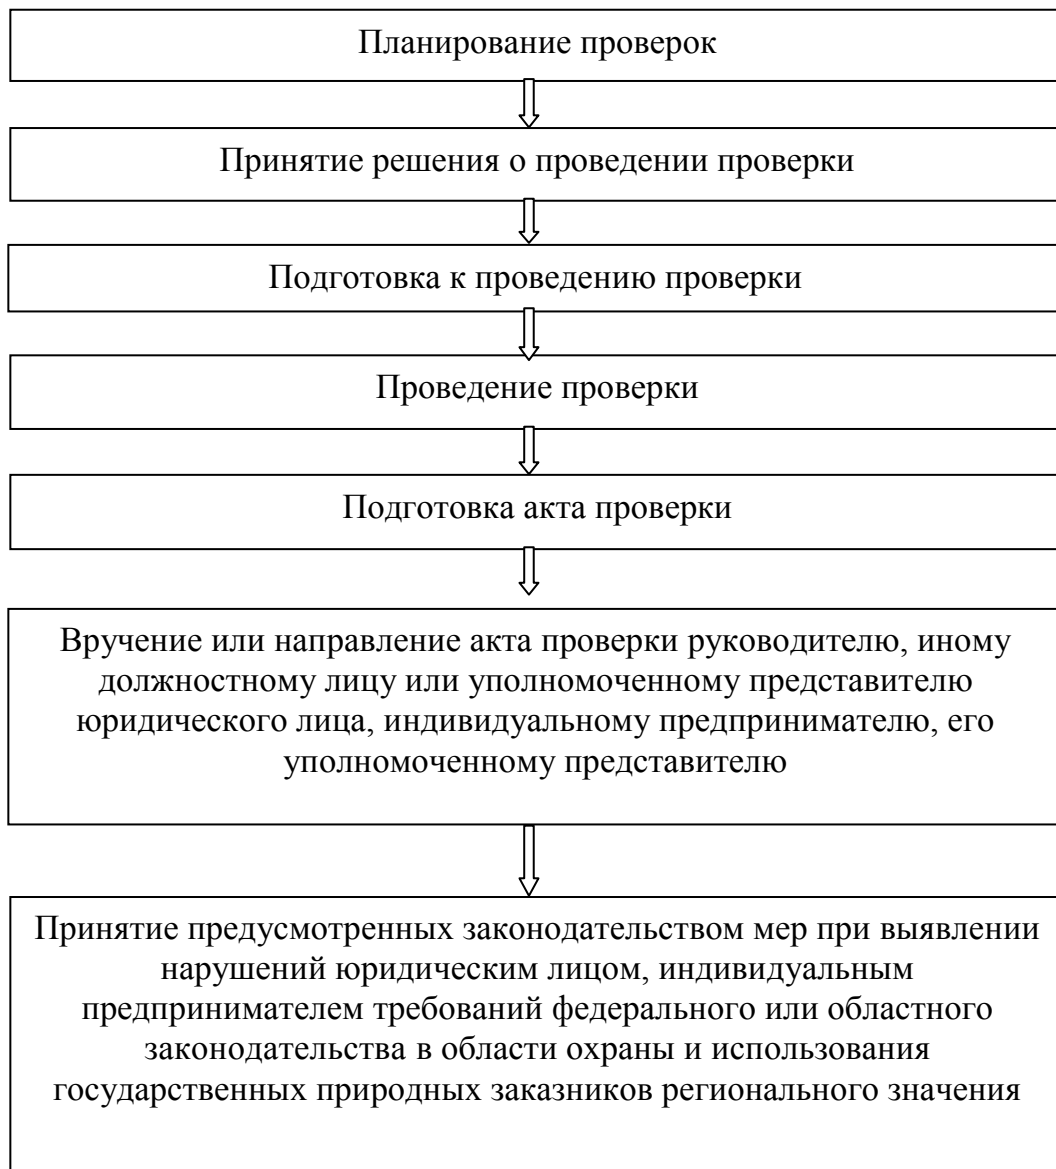 Планирование проверок
Принятие решения о проведении проверки
Подготовка к проведению проверки
Проведение проверки
Подготовка акта проверки
Вручение или направление акта проверки руководителю, иному
должностному лицу или уполномоченному представителю
юридического лица, индивидуальному предпринимателю, его
уполномоченному представителю
Принятие предусмотренных законодательством мер при выявлении
нарушений юридическим лицом, индивидуальным
предпринимателем требований федерального или областного
законодательства в области охраны и использования
государственных природных заказников регионального значения